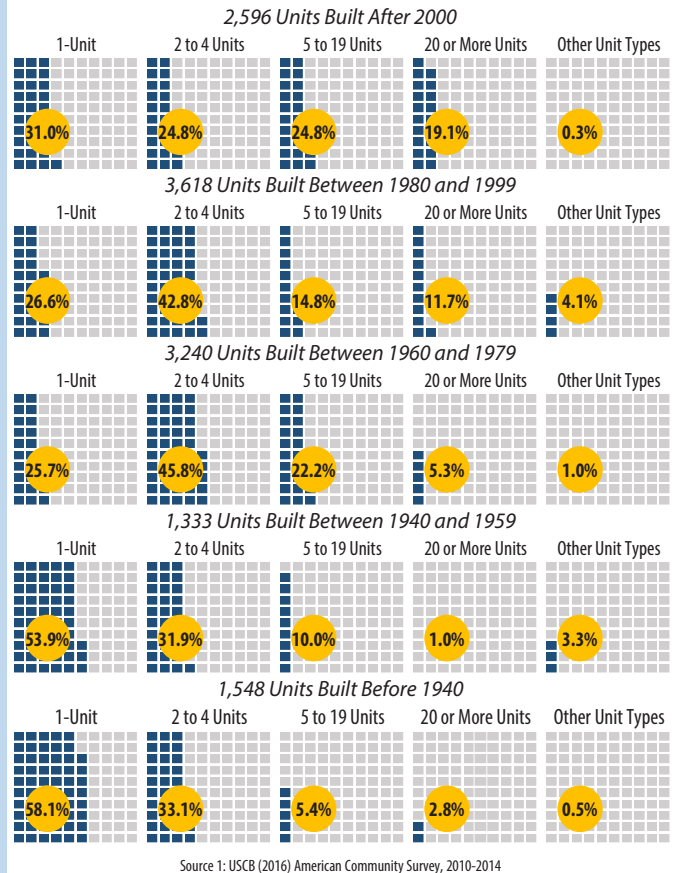 2,596 Units Built After 2000
1-Unit 2 to 4 Units 5 to 19 Units 20 or More Units Other Unit Types
31.0% 24.8% 24.8% 19.1% 0.3%
3,618 Units Built Between 1980 and 1999
1-Unit 2 to 4 Units 5 to 19 Units 20 or More Units Other Unit Types
26.6% 42.8% 14.8% 11.7% 4.1%
3,240 Units Built Between 1960 and 1979
1-Unit 2 to 4 Units 5 to 19 Units 20 or More Units Other Unit Types
25.7% 45.8% 22.2% 5.3% 1.0%
1,333 Units Built Between 1940 and 1959
1-Unit 2 to 4 Units 5 to 19 Units 20 or More Units Other Unit Types
53.9% 31.9% 10.0% 1.0% 3.3%
1,548 Units Built Before 1940
1-Unit 2 to 4 Units 5 to 19 Units 20 or More Units Other Unit Types
58.1% 33.1% 5.4% 2.8% 0.5%
Source 1: USCB (2016) American Community Survey, 2010-2014